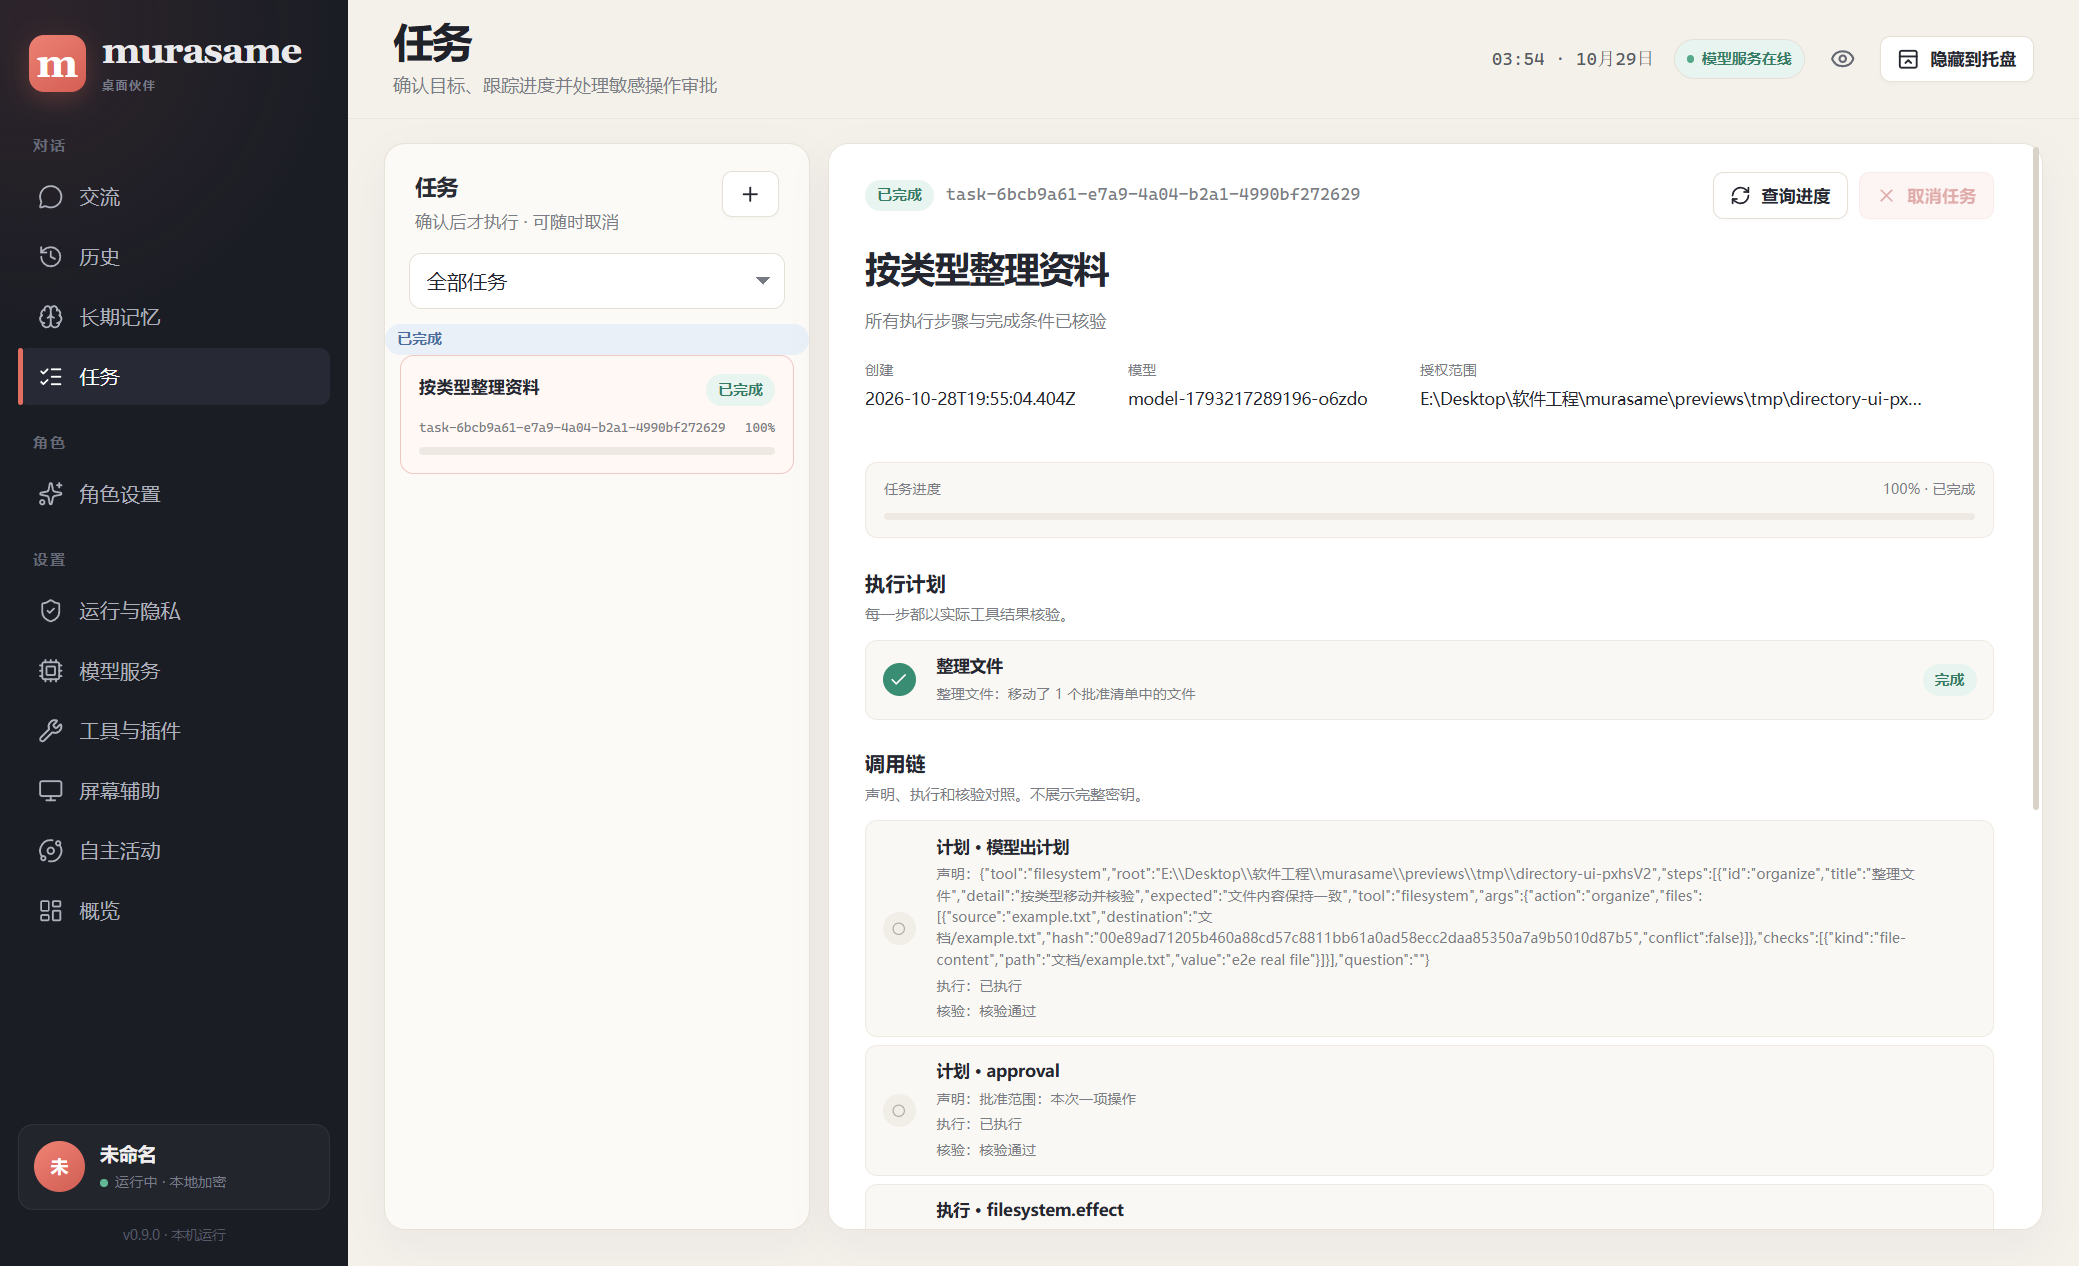 m
murasame
桌面伙伴
对话
交流
历史
长期记忆
任务
角色
角色设置
设置
运行与隐私
模型服务
工具与插件
屏幕辅助
自主活动
概览
未
未命名
运行中 · 本地加密
v0.9.0 · 本机运行
任务
确认目标、跟踪进度并处理敏感操作审批
03:54 · 10月29日
模型服务在线
隐藏到托盘
任务
确认后才执行 · 可随时取消
+
全部任务
已完成
按类型整理资料
已完成
task-6bcb9a61-e7a9-4a04-b2a1-4990bf272629 100%
已完成
task-6bcb9a61-e7a9-4a04-b2a1-4990bf272629
查询进度
取消任务
按类型整理资料
所有执行步骤与完成条件已核验
创建
2026-10-28T19:55:04.404Z
模型
model-1793217289196-o6zdo
授权范围
E:\Desktop\软件工程\murasame\previews\tmp\directory-ui-px...
任务进度
100% · 已完成
执行计划
每一步都以实际工具结果核验。
整理文件
整理文件：移动了 1 个批准清单中的文件
完成
调用链
声明、执行和核验对照。不展示完整密钥。
计划 • 模型出计划
声明：{"tool":"filesystem","root":"E:\\Desktop\\软件工程\\murasame\\previews\\tmp\\directory-ui-pxhsV2","steps":[{"id":"organize","title":"整理文
件","detail":"按类型移动并核验","expected":"文件内容保持一致","tool":"filesystem","args":{"action":"organize","files":
[{"source":"example.txt","destination":"文
档/example.txt","hash":"00e89ad71205b460a88cd57c8811bb61a0ad58ecc2daa85350a7a9b5010d87b5","conflict":false}]},"checks":[{"kind":"file-
content","path":"文档/example.txt","value":"e2e real file"}]}],"question":""}
执行：已执行
核验：核验通过
计划 • approval
声明：批准范围：本次一项操作
执行：已执行
核验：核验通过
执行 • filesystem.effect